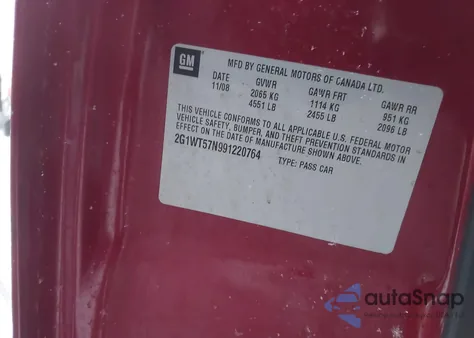 GM
MFD BY GENERAL MOTORS OF CANADA LTD.
DATE GVWR GAWR FRT GAWR RR
11/08 2065 KG 1114 KG 951 KG
4551 LB 2455 LB 2096 LB
THIS VEHICLE CONFORMS TO ALL APPLICABLE U.S. FEDERAL MOTOR
VEHICLE SAFETY, BUMPER, AND THEFT PREVENTION STANDARDS IN
EFFECT ON THE DATE OF MANUFACTURE SHOWN ABOVE.
2G1WT57N991220764 TYPE: PASS CAR
autaSnap